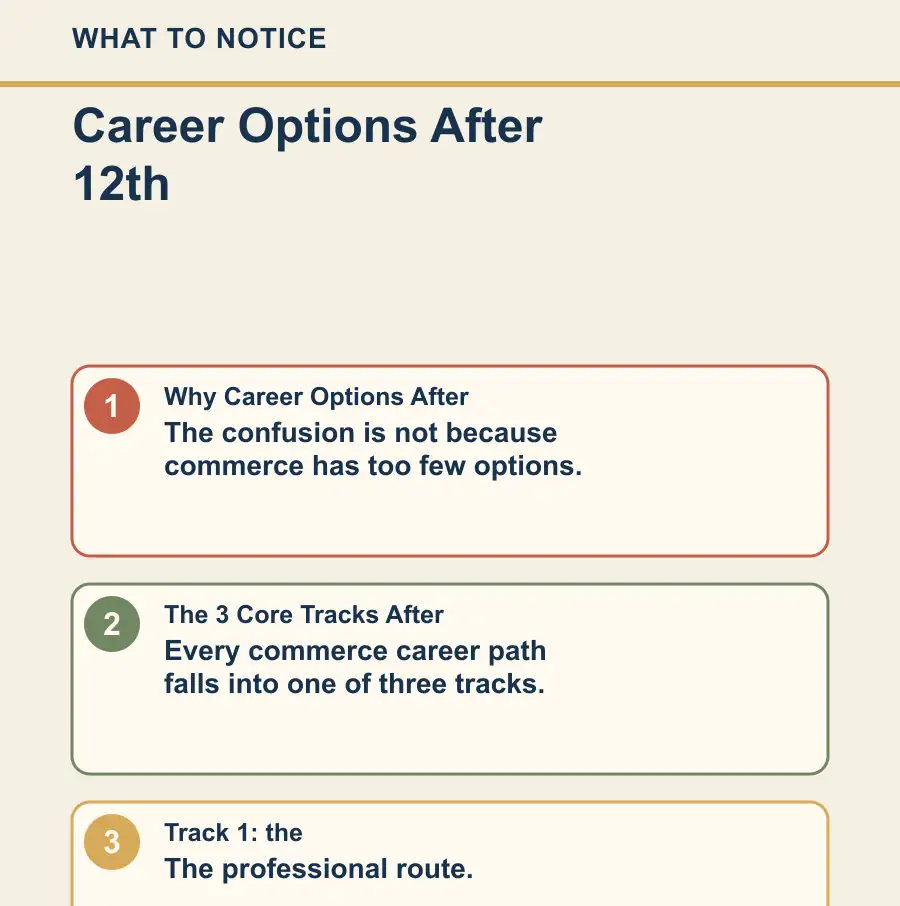 WHAT TO NOTICE
Career Options After
12th
1
Why Career Options After
The confusion is not because
commerce has too few options.
2
The 3 Core Tracks After
Every commerce career path
falls into one of three tracks.
3
Track 1: the
The professional route.